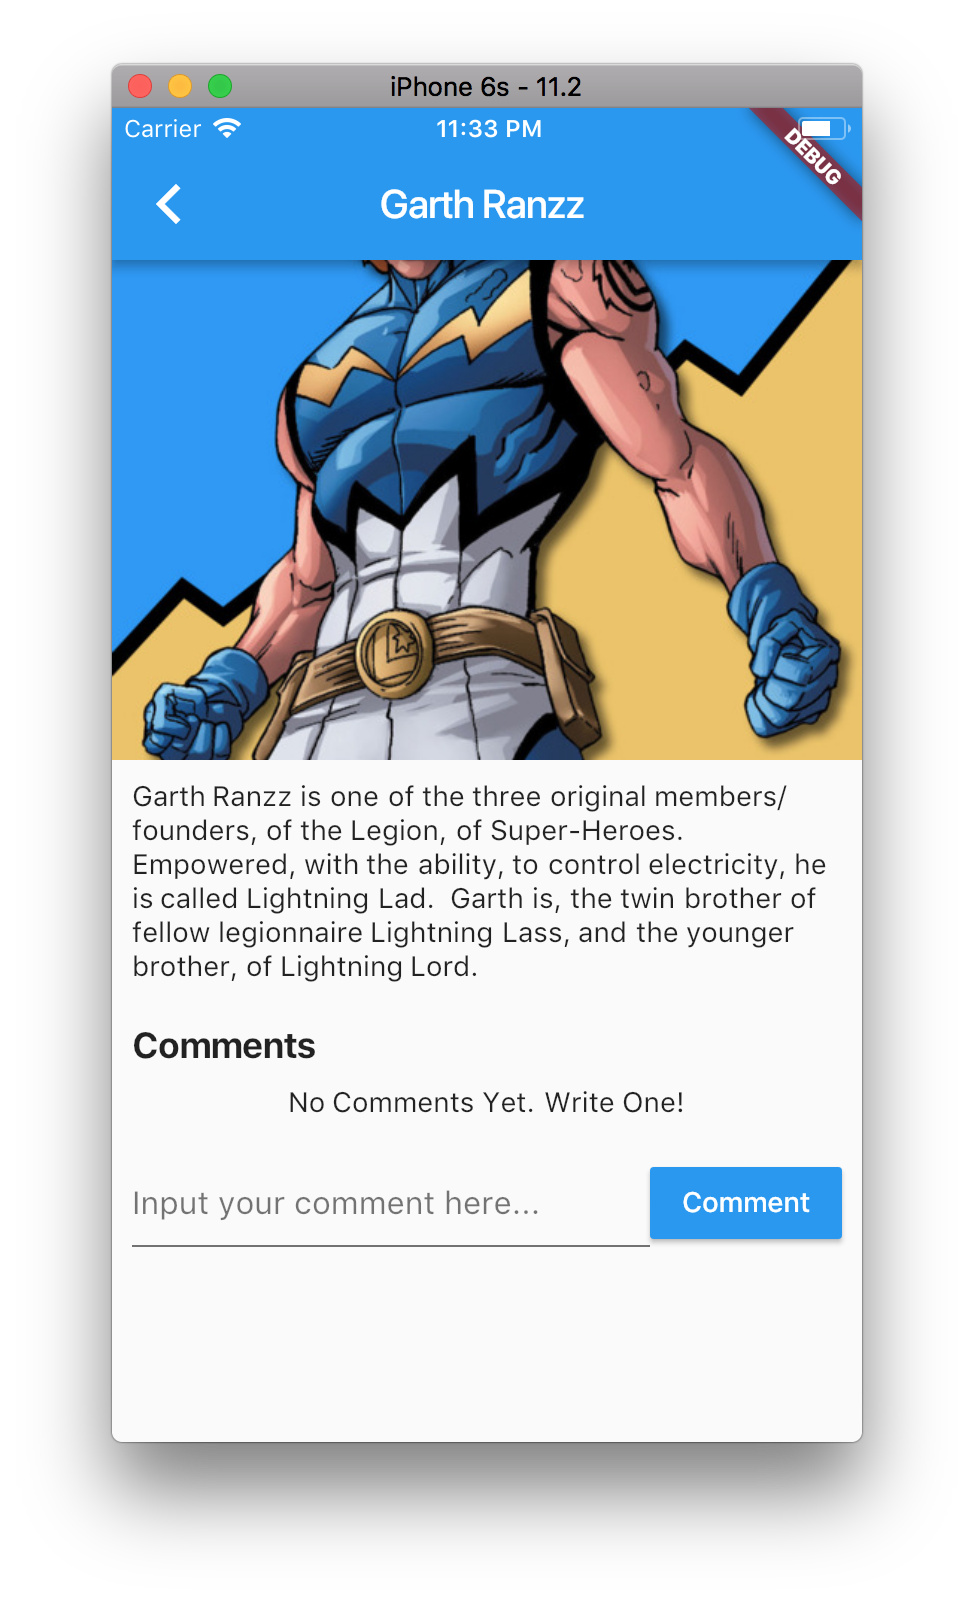 iPhone 6s - 11.2
Carrier 11:33 PM
DEBUG
Garth Ranzz
L
Garth Ranzz is one of the three original members/
founders, of the Legion, of Super-Heroes.
Empowered, with the ability, to control electricity, he
is called Lightning Lad.  Garth is, the twin brother of
fellow legionnaire Lightning Lass, and the younger
brother, of Lightning Lord.
Comments
No Comments Yet. Write One!
Input your comment here...
Comment